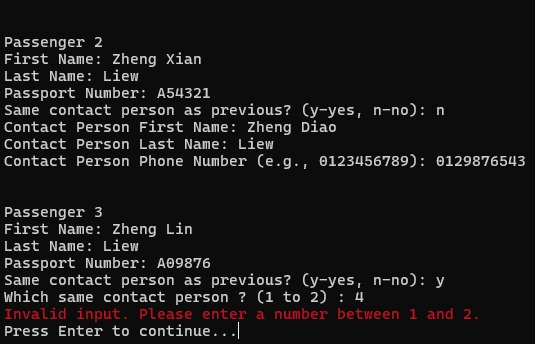 Passenger 2
First Name: Zheng Xian
Last Name: Liew
Passport Number: A54321
Same contact person as previous? (y-yes, n-no): n
Contact Person First Name: Zheng Diao
Contact Person Last Name: Liew
Contact Person Phone Number (e.g., 0123456789): 0129876543
Passenger 3
First Name: Zheng Lin
Last Name: Liew
Passport Number: A09876
Same contact person as previous? (y-yes, n-no): y
Which same contact person ? (1 to 2) : 4
Invalid input. Please enter a number between 1 and 2.
Press Enter to continue...